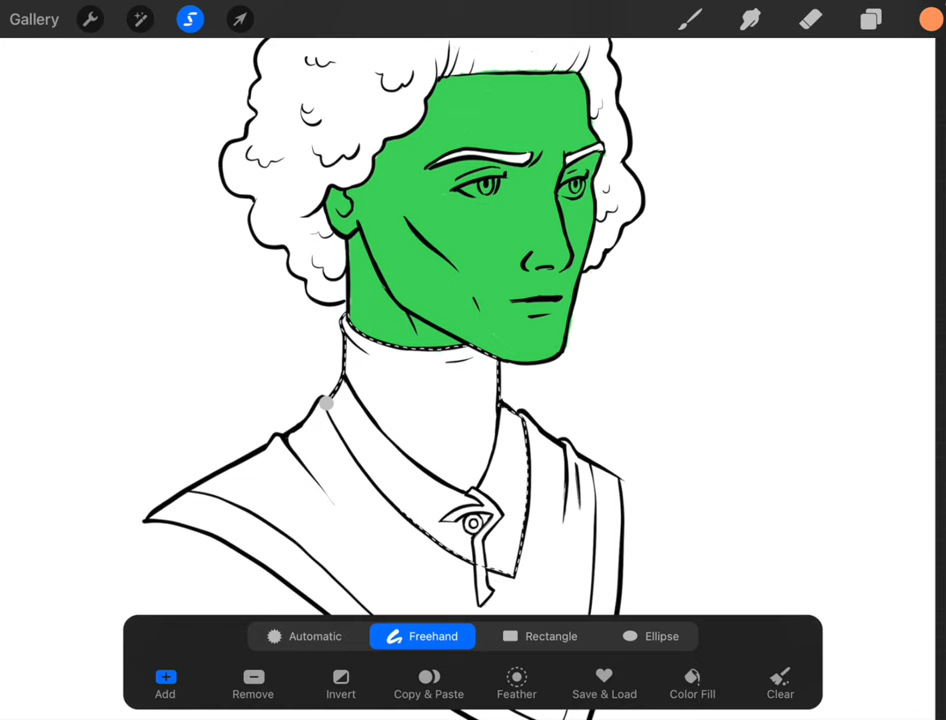 Gallery
Automatic Freehand Rectangle Ellipse
Add Remove Invert Copy & Paste Feather Save & Load Color Fill Clear